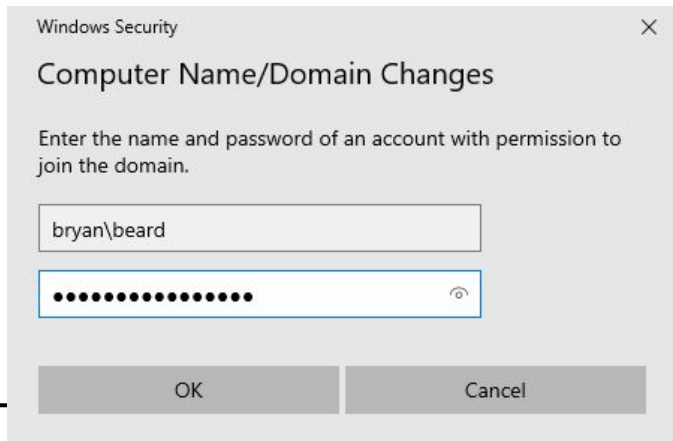 Windows Security
Computer Name/Domain Changes
Enter the name and password of an account with permission to
join the domain.
bryan\beard
●●●●●●●●●●●●●●●●
OK Cancel